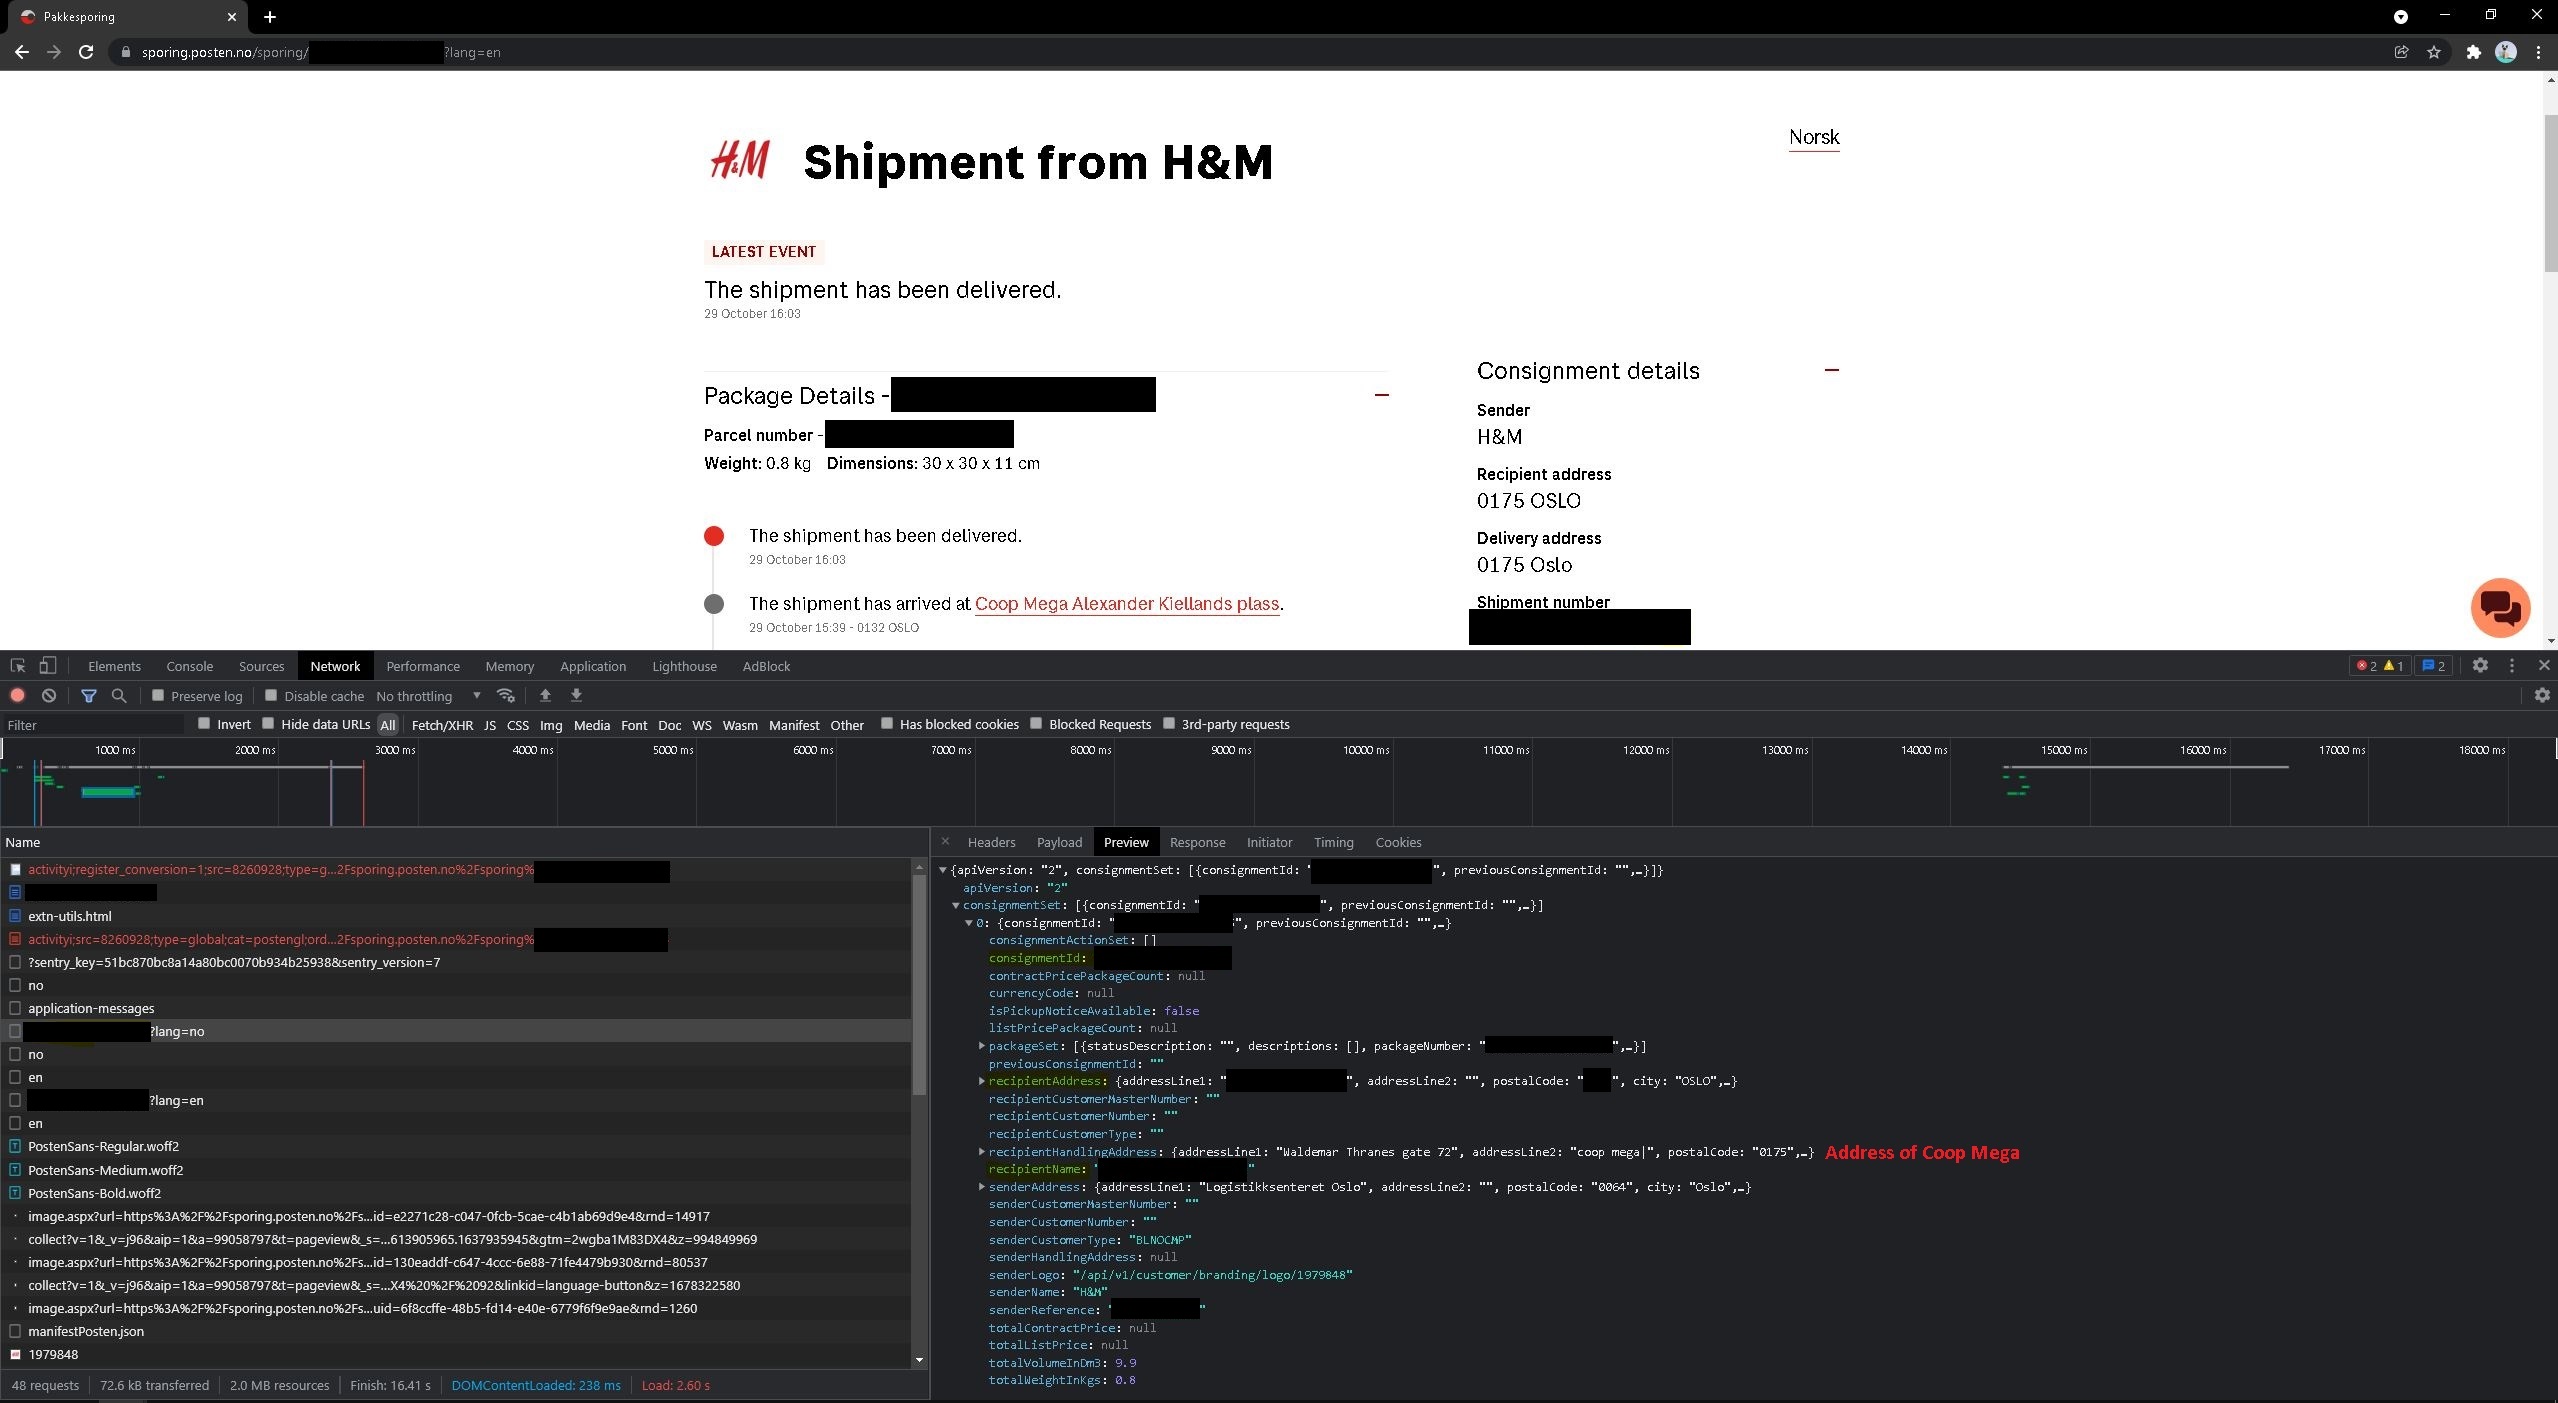 Pakkesporing
sporing.posten.no/sporing/ ?lang=en
H&M
Shipment from H&M
Norsk
LATEST EVENT
The shipment has been delivered.
29 October 16:03
Package Details -
Parcel number -
Weight: 0.8 kg Dimensions: 30 x 30 x 11 cm
The shipment has been delivered.
29 October 16:03
The shipment has arrived at Coop Mega Alexander Kiellands plass.
29 October 15:39 - 0132 OSLO
Consignment details
Sender
H&M
Recipient address
0175 OSLO
Delivery address
0175 Oslo
Shipment number
Elements Console Sources Network Performance Memory Application Lighthouse AdBlock
2 1 2
Preserve log Disable cache No throttling
Filter Invert Hide data URLs All Fetch/XHR JS CSS Img Media Font Doc WS Wasm Manifest Other Has blocked cookies Blocked Requests 3rd-party requests
1000 ms 2000 ms 3000 ms 4000 ms 5000 ms 6000 ms 7000 ms 8000 ms 9000 ms 10000 ms 11000 ms 12000 ms 13000 ms 14000 ms 15000 ms 16000 ms 17000 ms 18000 ms
Name
activityi;register_conversion=1;src=8260928;type=g...2Fsporing.posten.no%2Fsporing%
extn-utils.html
activityi;src=8260928;type=global;cat=postengl;ord...2Fsporing.posten.no%2Fsporing%
?sentry_key=51bc870bc8a14a80bc0070b934b25938&sentry_version=7
no
application-messages
?lang=no
no
en
?lang=en
en
PostenSans-Regular.woff2
PostenSans-Medium.woff2
PostenSans-Bold.woff2
image.aspx?url=https%3A%2F%2Fsporing.posten.no%2Fs...id=e2271c28-c047-0fcb-5cae-c4b1ab69d9e4&rnd=14917
collect?v=1&_v=j96&aip=1&a=99058797&t=pageview&_s=...613905965.1637935945&gtm=2wgba1M83DX4&z=994849969
image.aspx?url=https%3A%2F%2Fsporing.posten.no%2Fs...id=130eaddf-c647-4ccc-6e88-71fe4479b930&rnd=80537
collect?v=1&_v=j96&aip=1&a=99058797&t=pageview&_s=...X4%20%2F%2092&linkid=language-button&z=1678322580
image.aspx?url=https%3A%2F%2Fsporing.posten.no%2Fs...uid=6f8ccffe-48b5-fd14-e40e-6779f6f9e9ae&rnd=1260
manifestPosten.json
1979848
48 requests 72.6 kB transferred 2.0 MB resources Finish: 16.41 s DOMContentLoaded: 238 ms Load: 2.60 s
Headers Payload Preview Response Initiator Timing Cookies
{apiVersion: "2", consignmentSet: [{consignmentId: " ", previousConsignmentId: "",…}]}
apiVersion: "2"
consignmentSet: [{consignmentId: " ", previousConsignmentId: "",…}]
0: {consignmentId: " ", previousConsignmentId: "",…}
consignmentActionSet: []
consignmentId:
contractPricePackageCount: null
currencyCode: null
isPickupNoticeAvailable: false
listPricePackageCount: null
packageSet: [{statusDescription: "", descriptions: [], packageNumber: " ",…}]
previousConsignmentId: ""
recipientAddress: {addressLine1: " ", addressLine2: "", postalCode: " ", city: "OSLO",…}
recipientCustomerMasterNumber: ""
recipientCustomerNumber: ""
recipientCustomerType: ""
recipientHandlingAddress: {addressLine1: "Waldemar Thranes gate 72", addressLine2: "coop mega|", postalCode: "0175",…} Address of Coop Mega
recipientName: " "
senderAddress: {addressLine1: "Logistikksenteret Oslo", addressLine2: "", postalCode: "0064", city: "Oslo",…}
senderCustomerMasterNumber: ""
senderCustomerNumber: ""
senderCustomerType: "BLNOCMP"
senderHandlingAddress: null
senderLogo: "/api/v1/customer/branding/logo/1979848"
senderName: "H&M"
senderReference: " "
totalContractPrice: null
totalListPrice: null
totalVolumeInDm3: 9.9
totalWeightInKgs: 0.8